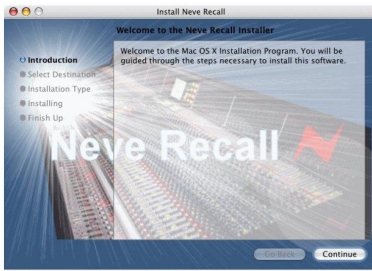 Install Neve Recall
Welcome to the Neve Recall Installer
Introduction
Select Destination
Installation Type
Installing
Finish Up
Welcome to the Mac OS X Installation Program. You will be
guided through the steps necessary to install this software.
Neve Recall
Go Back
Continue